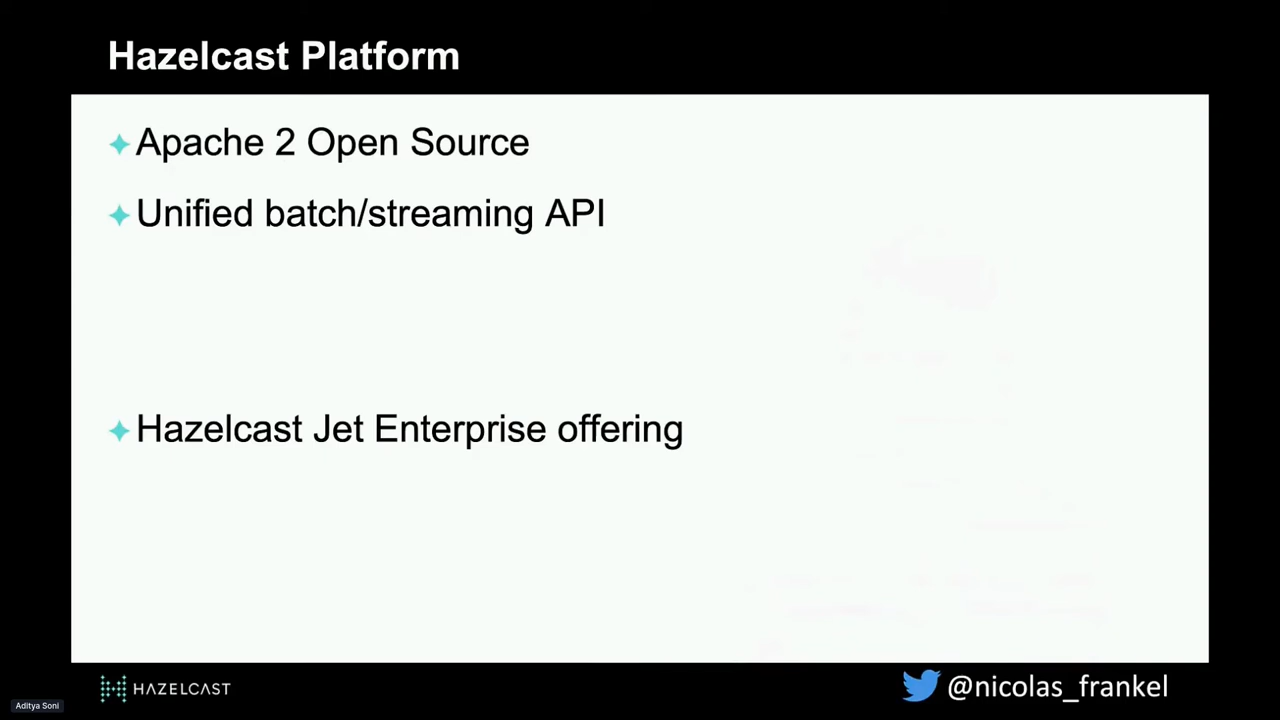 Hazelcast Platform
Apache 2 Open Source
Unified batch/streaming API
Hazelcast Jet Enterprise offering
HAZELCAST
@nicolas_frankel
Aditya Soni